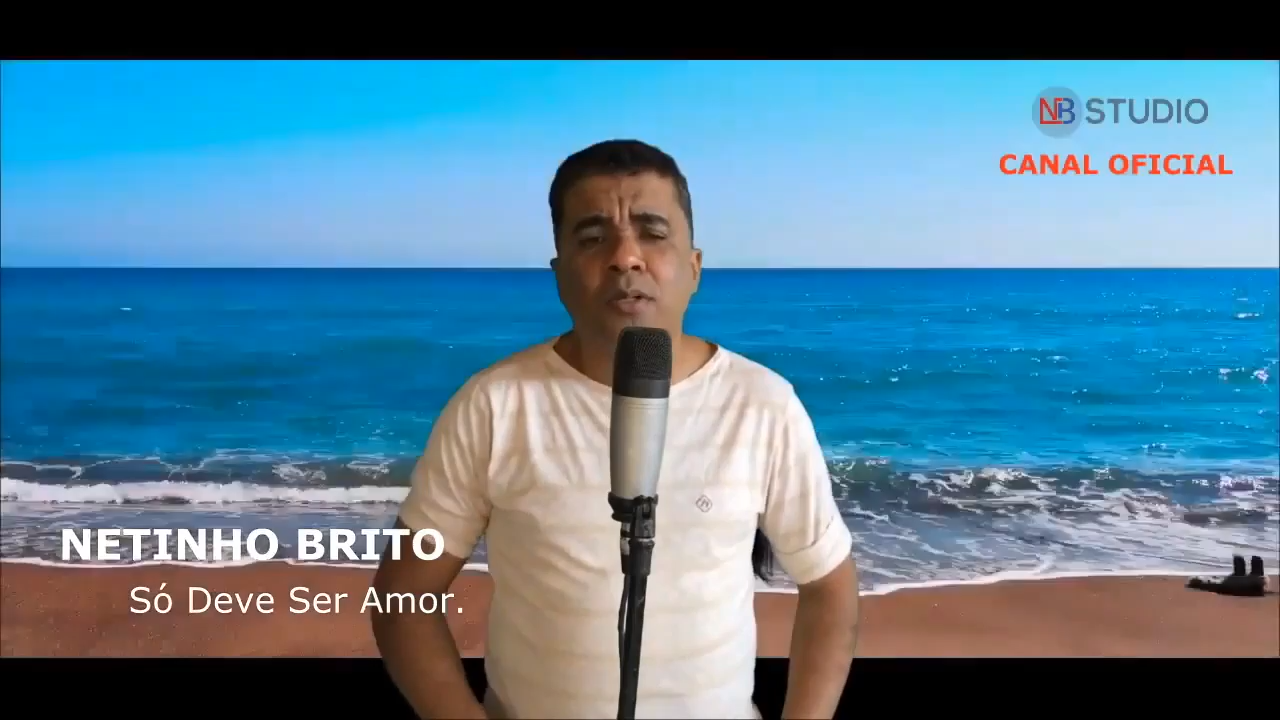 NB STUDIO
CANAL OFICIAL
NETINHO BRITO
Só Deve Ser Amor.